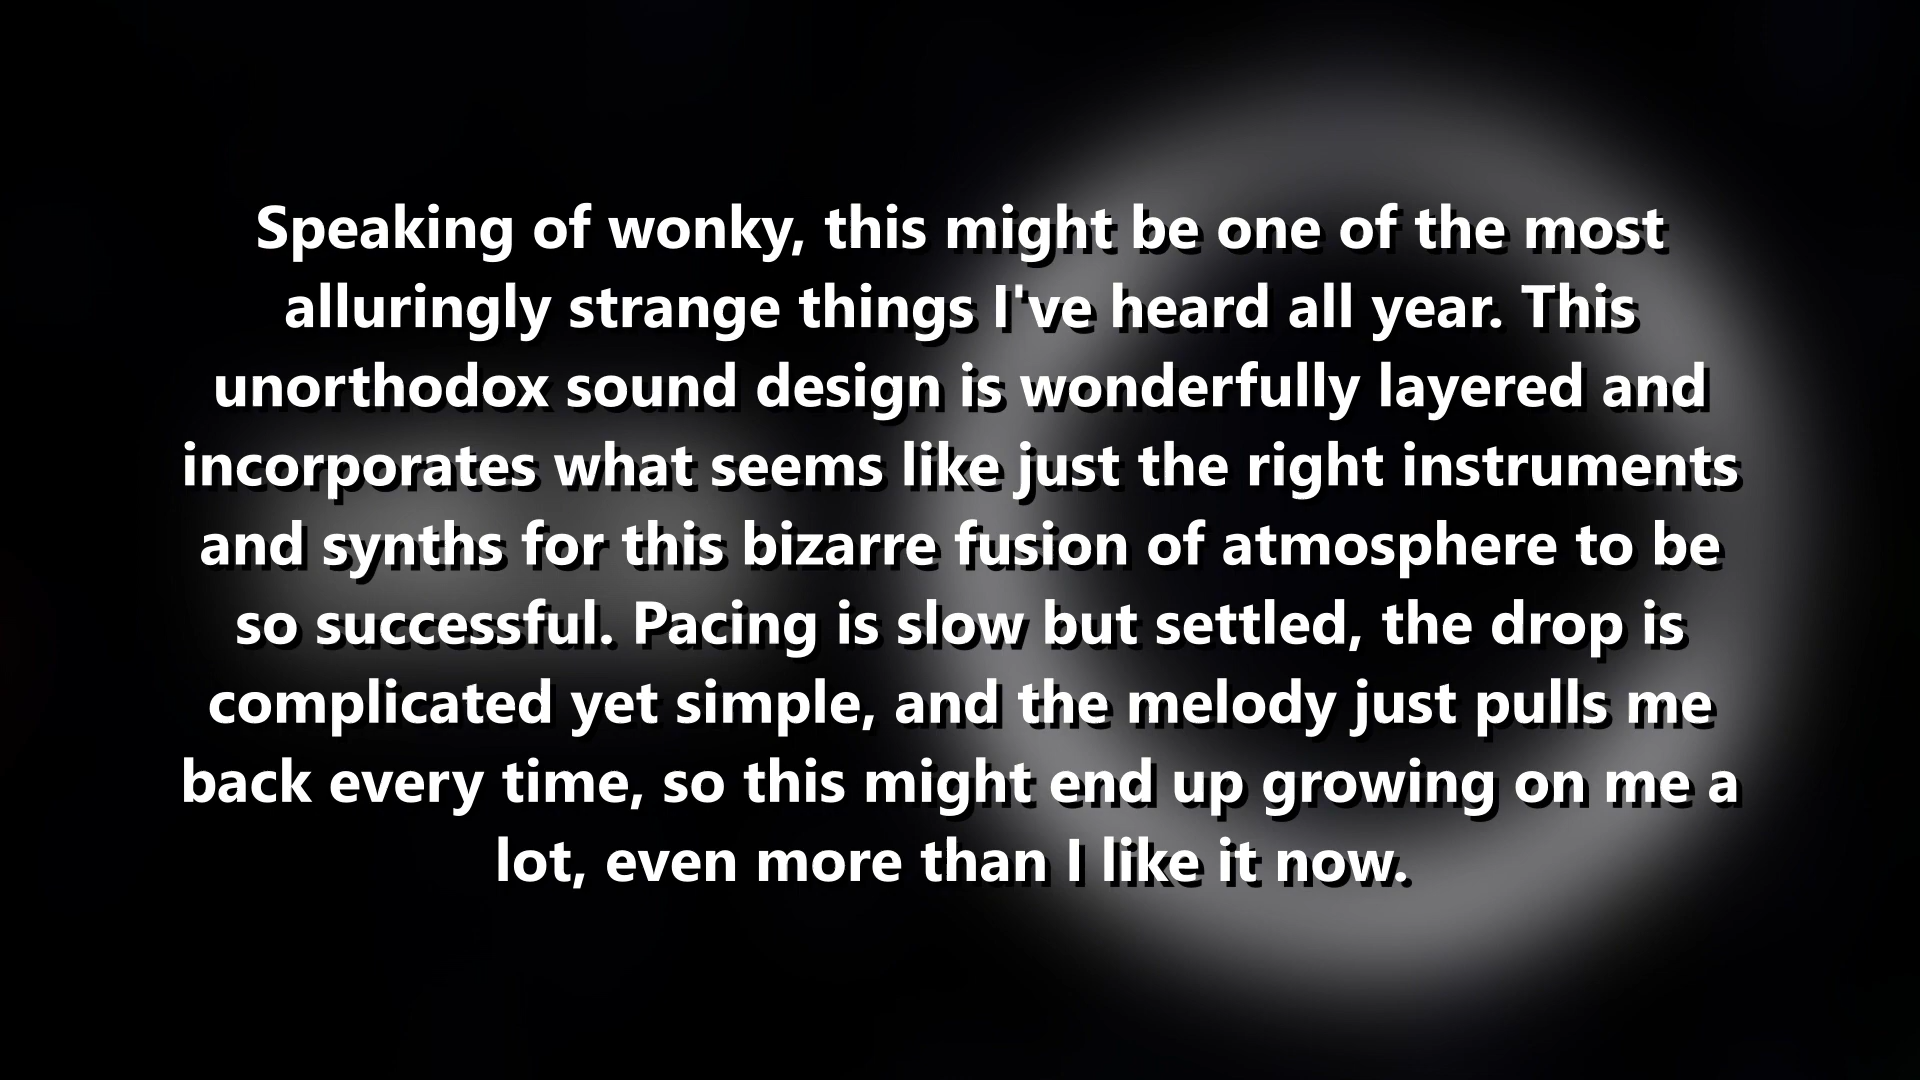 Speaking of wonky, this might be one of the most
alluringly strange things I've heard all year. This
unorthodox sound design is wonderfully layered and
incorporates what seems like just the right instruments
and synths for this bizarre fusion of atmosphere to be
so successful. Pacing is slow but settled, the drop is
complicated yet simple, and the melody just pulls me
back every time, so this might end up growing on me a
lot, even more than I like it now.